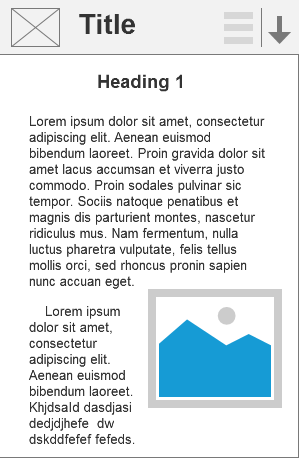 Title
Heading 1
Lorem ipsum dolor sit amet, consectetur
adipiscing elit. Aenean euismod
bibendum laoreet. Proin gravida dolor sit
amet lacus accumsan et viverra justo
commodo. Proin sodales pulvinar sic
tempor. Sociis natoque penatibus et
magnis dis parturient montes, nascetur
ridiculus mus. Nam fermentum, nulla
luctus pharetra vulputate, felis tellus
mollis orci, sed rhoncus pronin sapien
nunc accuan eget.
Lorem ipsum
dolor sit amet,
consectetur
adipiscing elit.
Aenean euismod
bibendum laoreet.
Khjdsald dasdjasi
dedjdjhefe dw
dskddfefef fefeds.